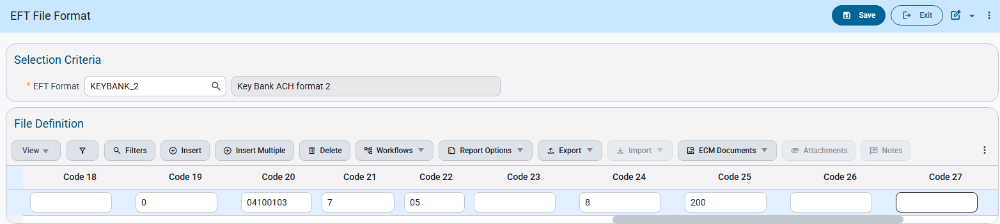 EFT File Format
Save Exit
Selection Criteria
* EFT Format KEYBANK_2 Key Bank ACH format 2
File Definition
View Filters Insert Insert Multiple Delete Workflows Report Options Export Import ECM Documents Attachments Notes
Code 18 Code 19 Code 20 Code 21 Code 22 Code 23 Code 24 Code 25 Code 26 Code 27
0 04100103 7 05 8 200